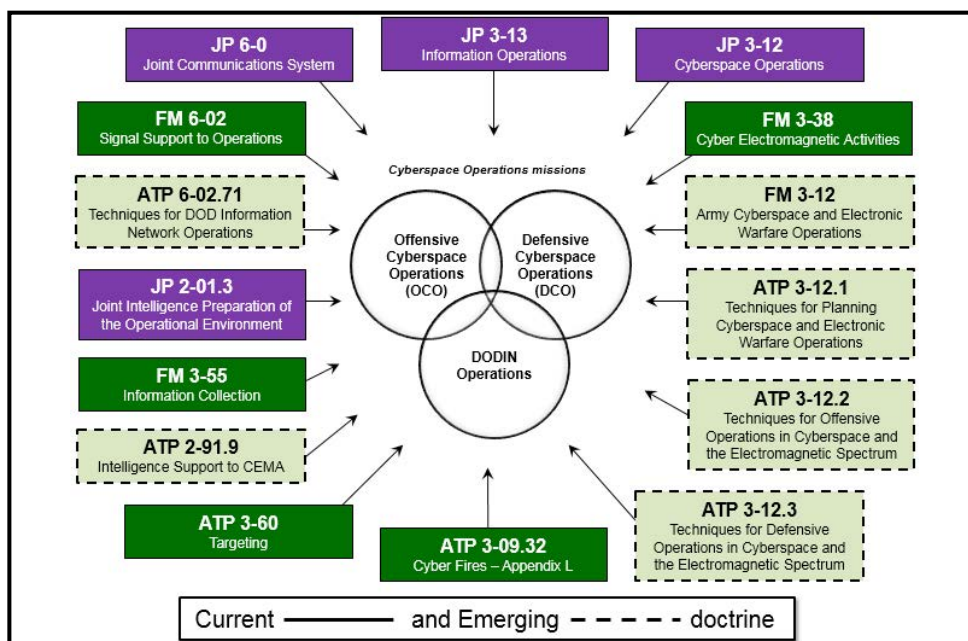 JP 6-0
Joint Communications System
JP 3-13
Information Operations
JP 3-12
Cyberspace Operations
FM 6-02
Signal Support to Operations
FM 3-38
Cyber Electromagnetic Activities
Cyberspace Operations missions
ATP 6-02.71
Techniques for DOD Information
Network Operations
FM 3-12
Army Cyberspace and Electronic
Warfare Operations
Offensive
Cyberspace
Operations
(OCO)
Defensive
Cyberspace
Operations
(DCO)
JP 2-01.3
Joint Intelligence Preparation of
the Operational Environment
ATP 3-12.1
Techniques for Planning
Cyberspace and Electronic
Warfare Operations
DODIN
Operations
FM 3-55
Information Collection
ATP 3-12.2
Techniques for Offensive
Operations in Cyberspace and
the Electromagnetic Spectrum
ATP 2-91.9
Intelligence Support to CEMA
ATP 3-60
Targeting
ATP 3-09.32
Cyber Fires – Appendix L
ATP 3-12.3
Techniques for Defensive
Operations in Cyberspace and
the Electromagnetic Spectrum
Current and Emerging doctrine